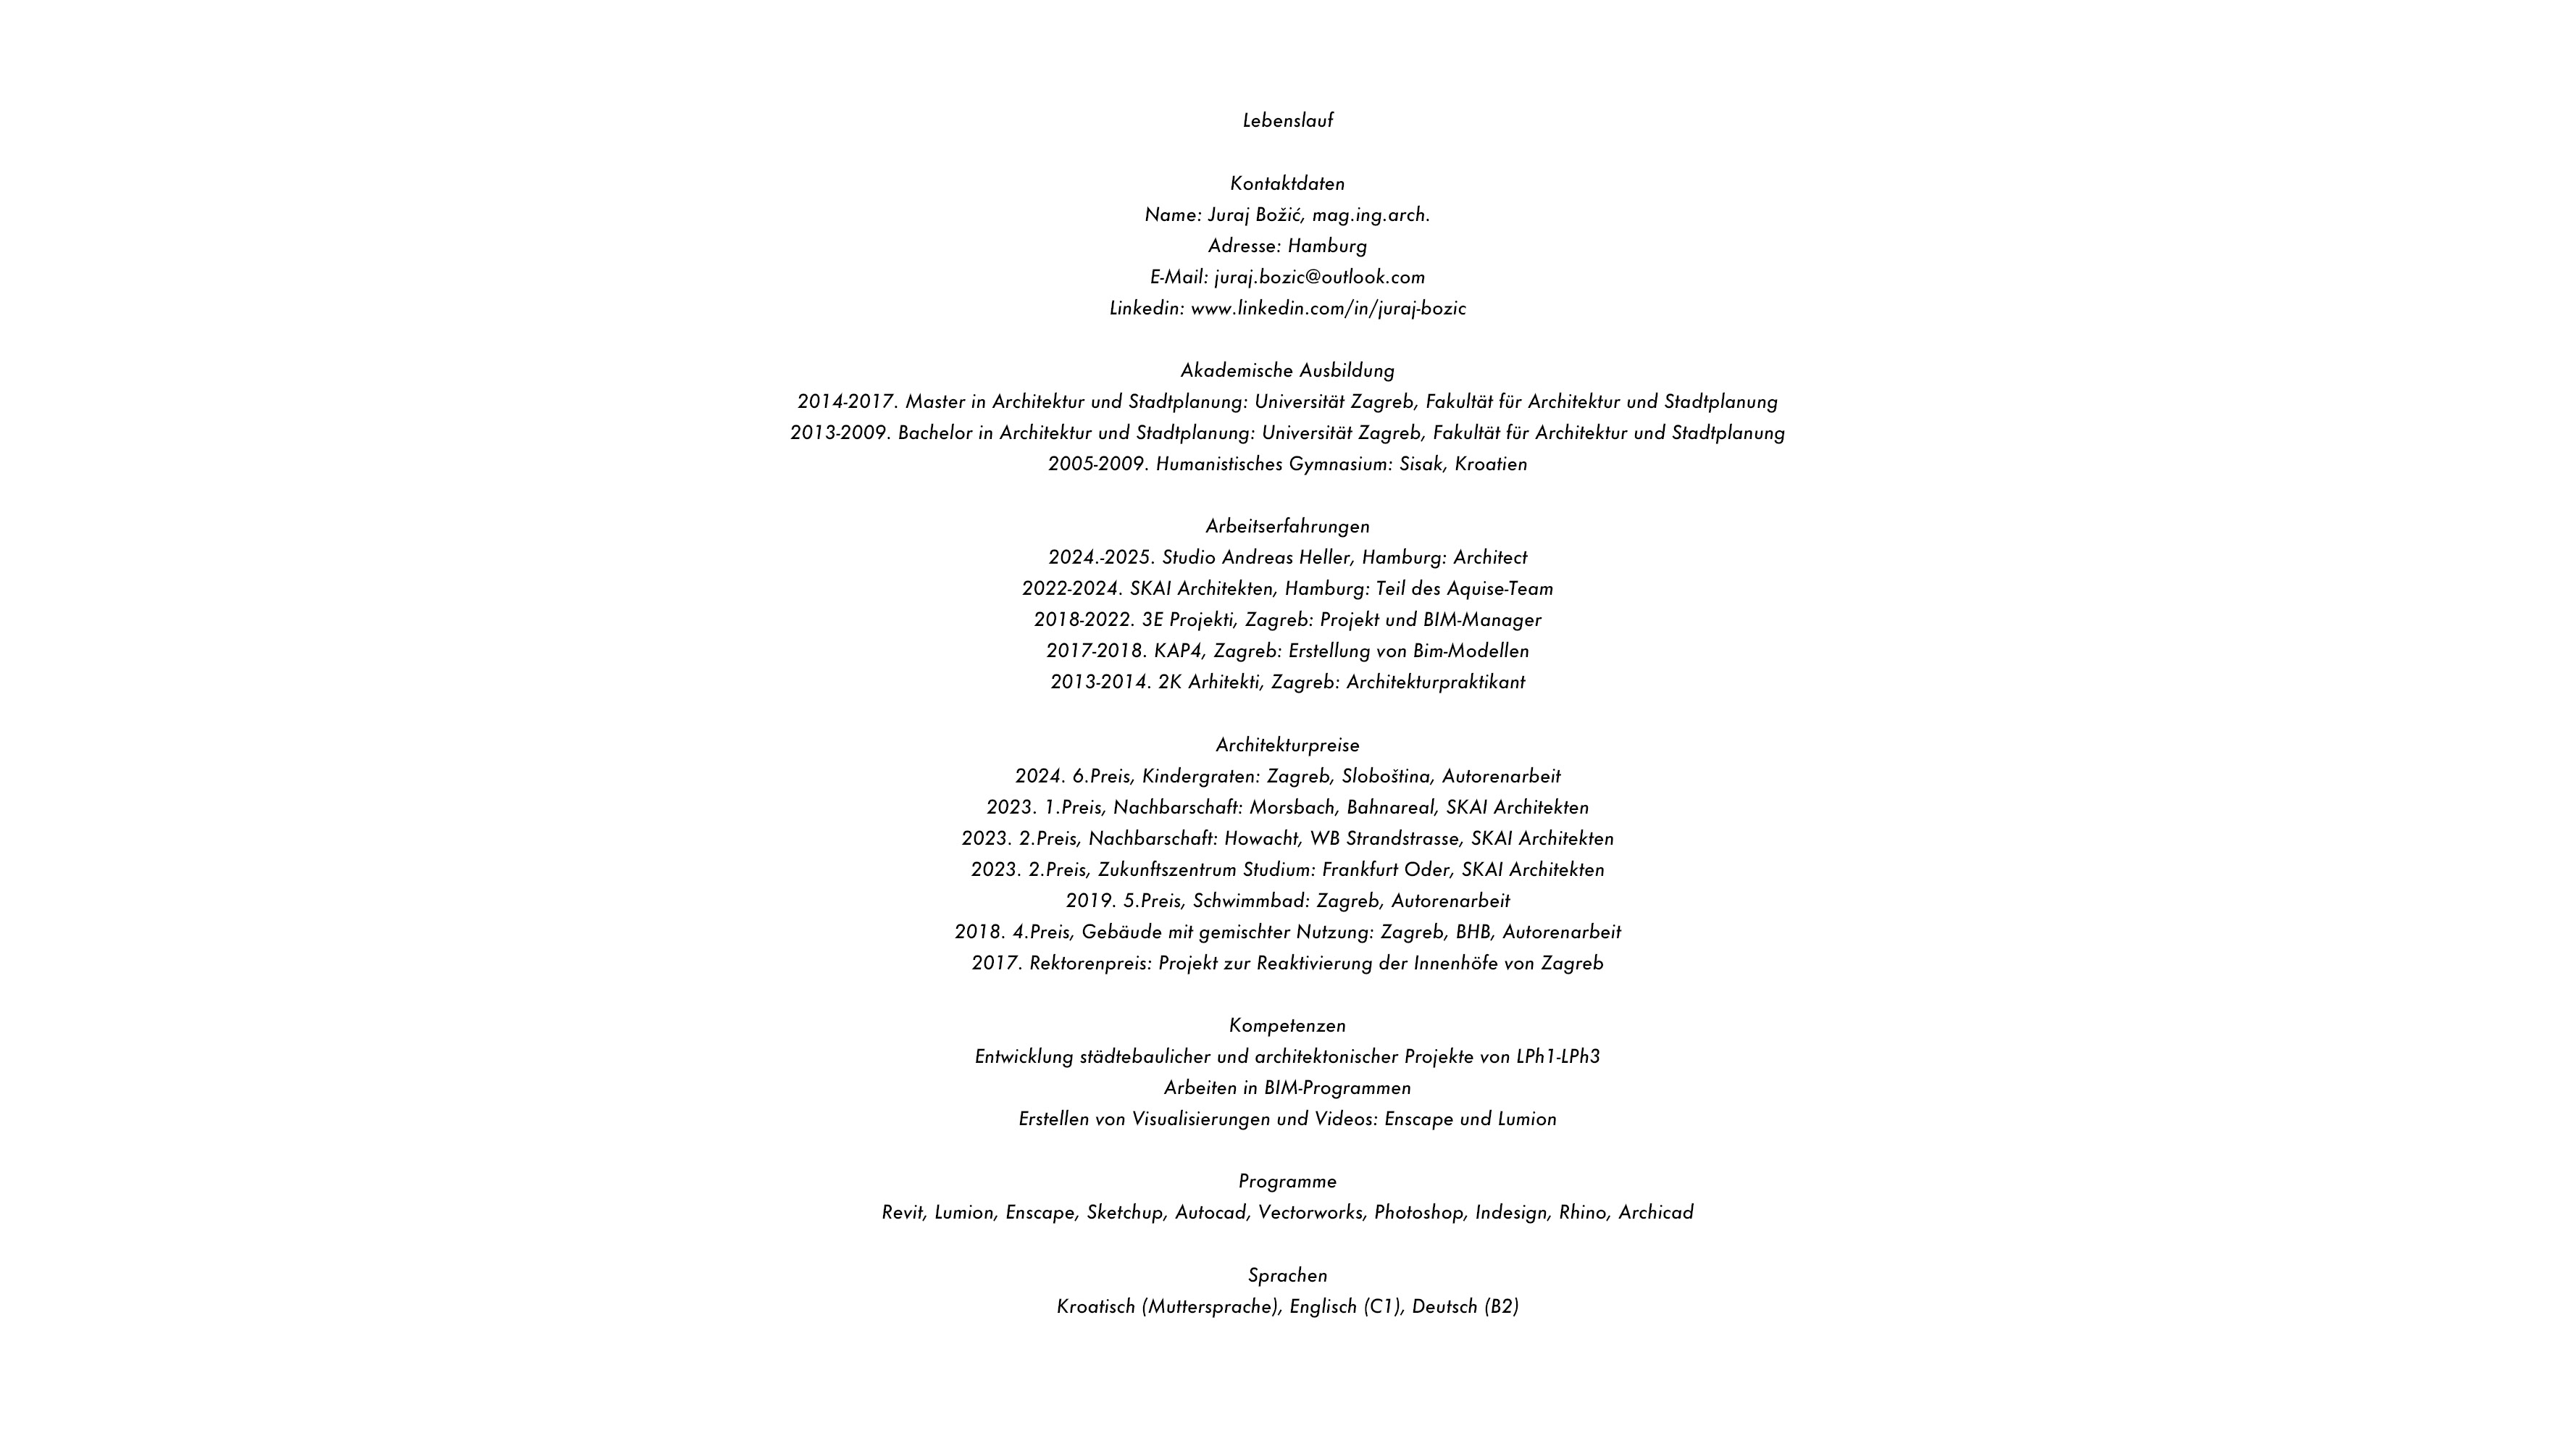 Lebenslauf
Kontaktdaten
Name: Juraj Božić, mag.ing.arch.
Adresse: Hamburg
E-Mail: juraj.bozic@outlook.com
Linkedin: www.linkedin.com/in/juraj-bozic
Akademische Ausbildung
2014-2017. Master in Architektur und Stadtplanung: Universität Zagreb, Fakultät für Architektur und Stadtplanung
2013-2009. Bachelor in Architektur und Stadtplanung: Universität Zagreb, Fakultät für Architektur und Stadtplanung
2005-2009. Humanistisches Gymnasium: Sisak, Kroatien
Arbeitserfahrungen
2024.-2025. Studio Andreas Heller, Hamburg: Architect
2022-2024. SKAI Architekten, Hamburg: Teil des Aquise-Team
2018-2022. 3E Projekti, Zagreb: Projekt und BIM-Manager
2017-2018. KAP4, Zagreb: Erstellung von Bim-Modellen
2013-2014. 2K Arhitekti, Zagreb: Architekturpraktikant
Architekturpreise
2024. 6.Preis, Kindergraten: Zagreb, Sloboština, Autorenarbeit
2023. 1.Preis, Nachbarschaft: Morsbach, Bahnareal, SKAI Architekten
2023. 2.Preis, Nachbarschaft: Howacht, WB Strandstrasse, SKAI Architekten
2023. 2.Preis, Zukunftszentrum Studium: Frankfurt Oder, SKAI Architekten
2019. 5.Preis, Schwimmbad: Zagreb, Autorenarbeit
2018. 4.Preis, Gebäude mit gemischter Nutzung: Zagreb, BHB, Autorenarbeit
2017. Rektorenpreis: Projekt zur Reaktivierung der Innenhöfe von Zagreb
Kompetenzen
Entwicklung städtebaulicher und architektonischer Projekte von LPh1-LPh3
Arbeiten in BIM-Programmen
Erstellen von Visualisierungen und Videos: Enscape und Lumion
Programme
Revit, Lumion, Enscape, Sketchup, Autocad, Vectorworks, Photoshop, Indesign, Rhino, Archicad
Sprachen
Kroatisch (Muttersprache), Englisch (C1), Deutsch (B2)